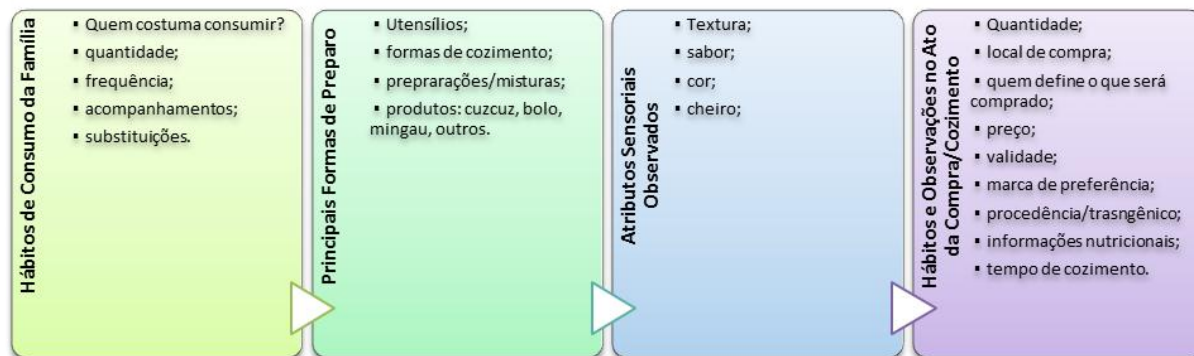 Hábitos de Consumo da Família
▪ Quem costuma consumir?
▪ quantidade;
▪ frequência;
▪ acompanhamentos;
▪ substituições.
Principais Formas de Preparo
▪ Utensílios;
▪ formas de cozimento;
▪ preprarações/misturas;
▪ produtos: cuzcuz, bolo,
mingau, outros.
Atributos Sensoriais
Observados
▪ Textura;
▪ sabor;
▪ cor;
▪ cheiro;
Hábitos e Observações no Ato
da Compra/Cozimento
▪ Quantidade;
▪ local de compra;
▪ quem define o que será
comprado;
▪ preço;
▪ validade;
▪ marca de preferência;
▪ procedência/trasngênico;
▪ informações nutricionais;
▪ tempo de cozimento.